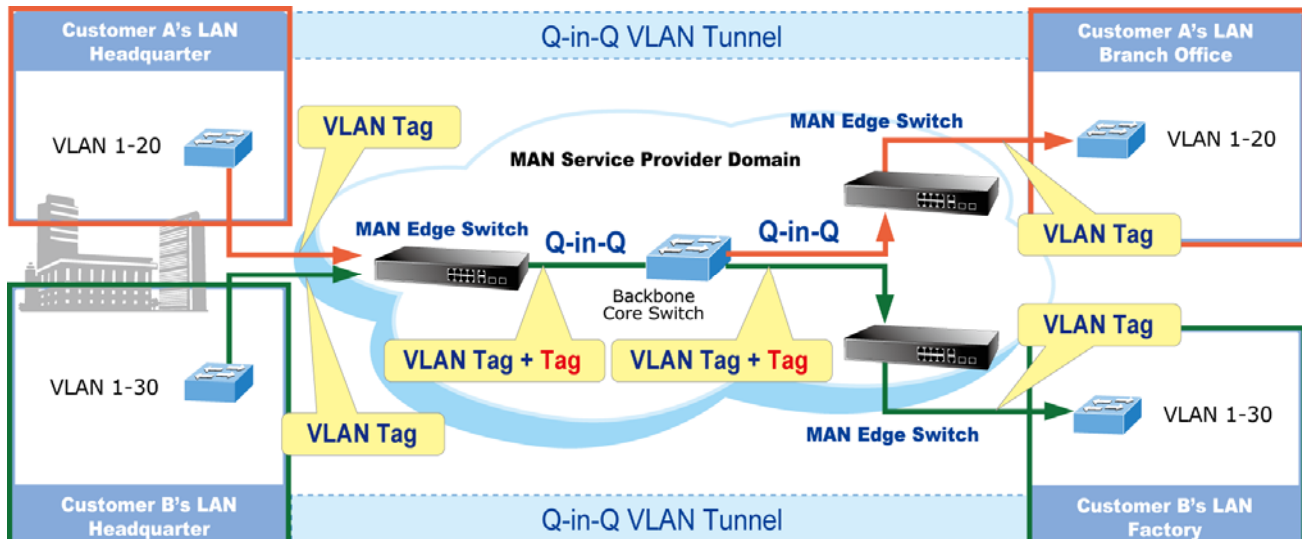 Customer A's LAN
Headquarter
Q-in-Q VLAN Tunnel
Customer A's LAN
Branch Office
VLAN 1-20
VLAN Tag
MAN Edge Switch
VLAN 1-20
MAN Service Provider Domain
MAN Edge Switch
Q-in-Q
Q-in-Q
VLAN Tag
Backbone
Core Switch
VLAN Tag
VLAN Tag + Tag
VLAN Tag + Tag
VLAN 1-30
VLAN 1-30
VLAN Tag
MAN Edge Switch
Customer B's LAN
Headquarter
Q-in-Q VLAN Tunnel
Customer B's LAN
Factory